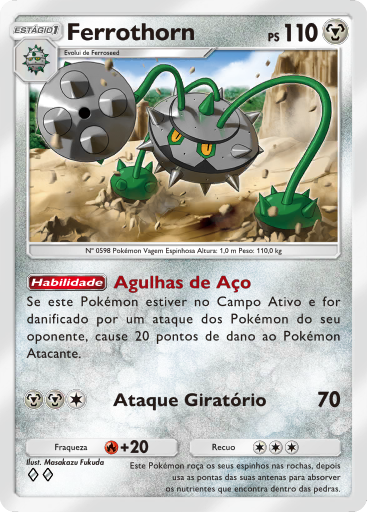 ESTÁGIO 1
Ferrothorn
PS 110
Evolui de Ferroseed
Nº 0598 Pokémon Vagem Espinhosa Altura: 1,0 m Peso: 110,0 kg
Habilidade Agulhas de Aço
Se este Pokémon estiver no Campo Ativo e for
danificado por um ataque dos Pokémon do seu
oponente, cause 20 pontos de dano ao Pokémon
Atacante.
Ataque Giratório 70
Fraqueza +20 Recuo
Ilust. Masakazu Fukuda
Este Pokémon roça os seus espinhos nas rochas, depois
usa as pontas das suas antenas para absorver
os nutrientes que encontra dentro das pedras.